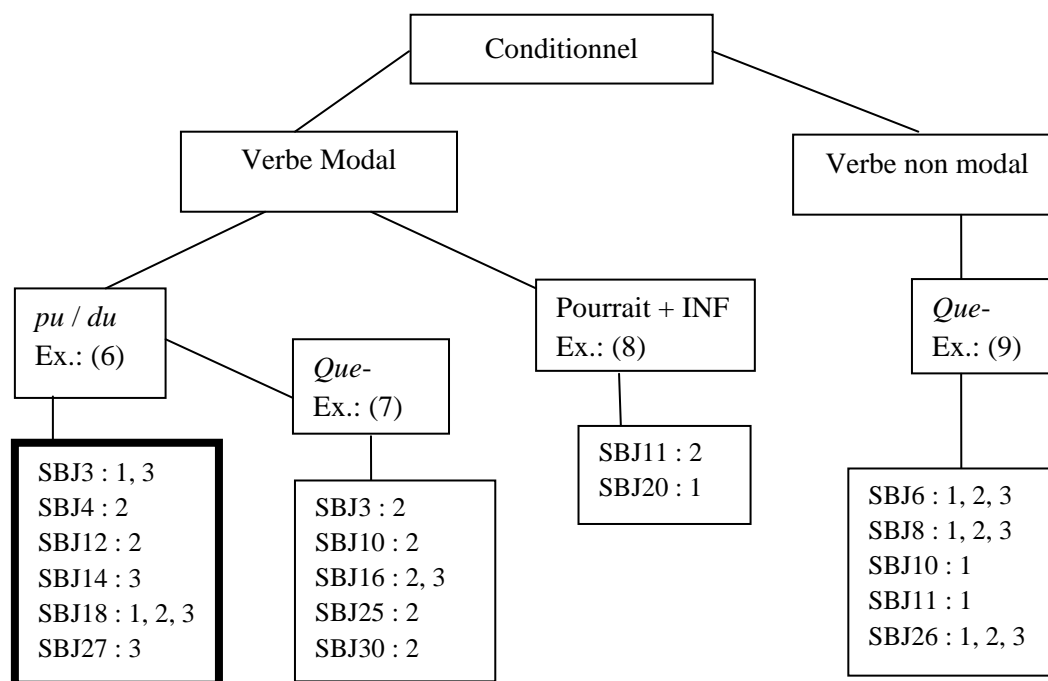 Conditionnel
Verbe Modal
Verbe non modal
pu / du
Ex.: (6)
Que-
Ex.: (7)
Pourrait + INF
Ex.: (8)
Que-
Ex.: (9)
SBJ3 : 1, 3
SBJ4 : 2
SBJ12 : 2
SBJ14 : 3
SBJ18 : 1, 2, 3
SBJ27 : 3
SBJ3 : 2
SBJ10 : 2
SBJ16 : 2, 3
SBJ25 : 2
SBJ30 : 2
SBJ11 : 2
SBJ20 : 1
SBJ6 : 1, 2, 3
SBJ8 : 1, 2, 3
SBJ10 : 1
SBJ11 : 1
SBJ26 : 1, 2, 3